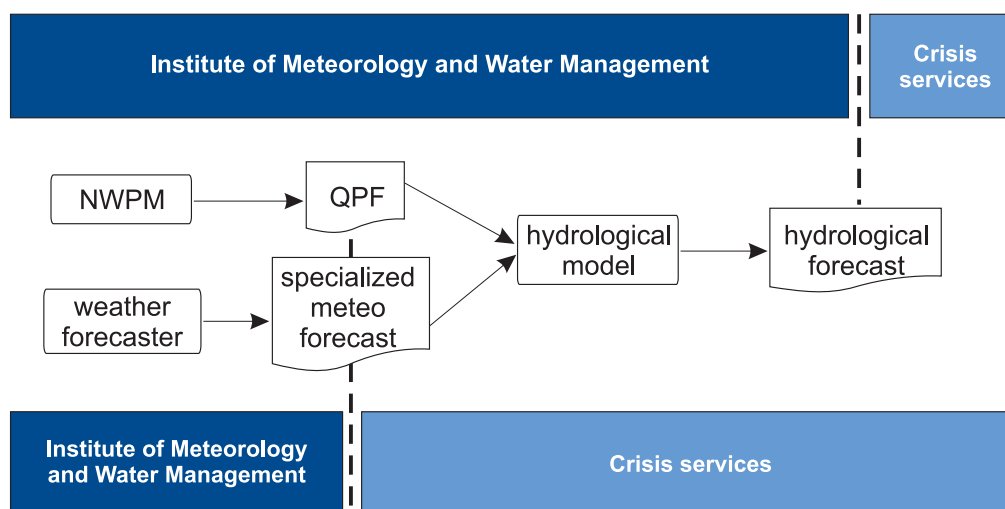 Institute of Meteorology and Water Management
Crisis
services
NWPM
QPF
hydrological
model
hydrological
forecast
specialized
meteo
forecast
weather
forecaster
Institute of Meteorology
and Water Management
Crisis services